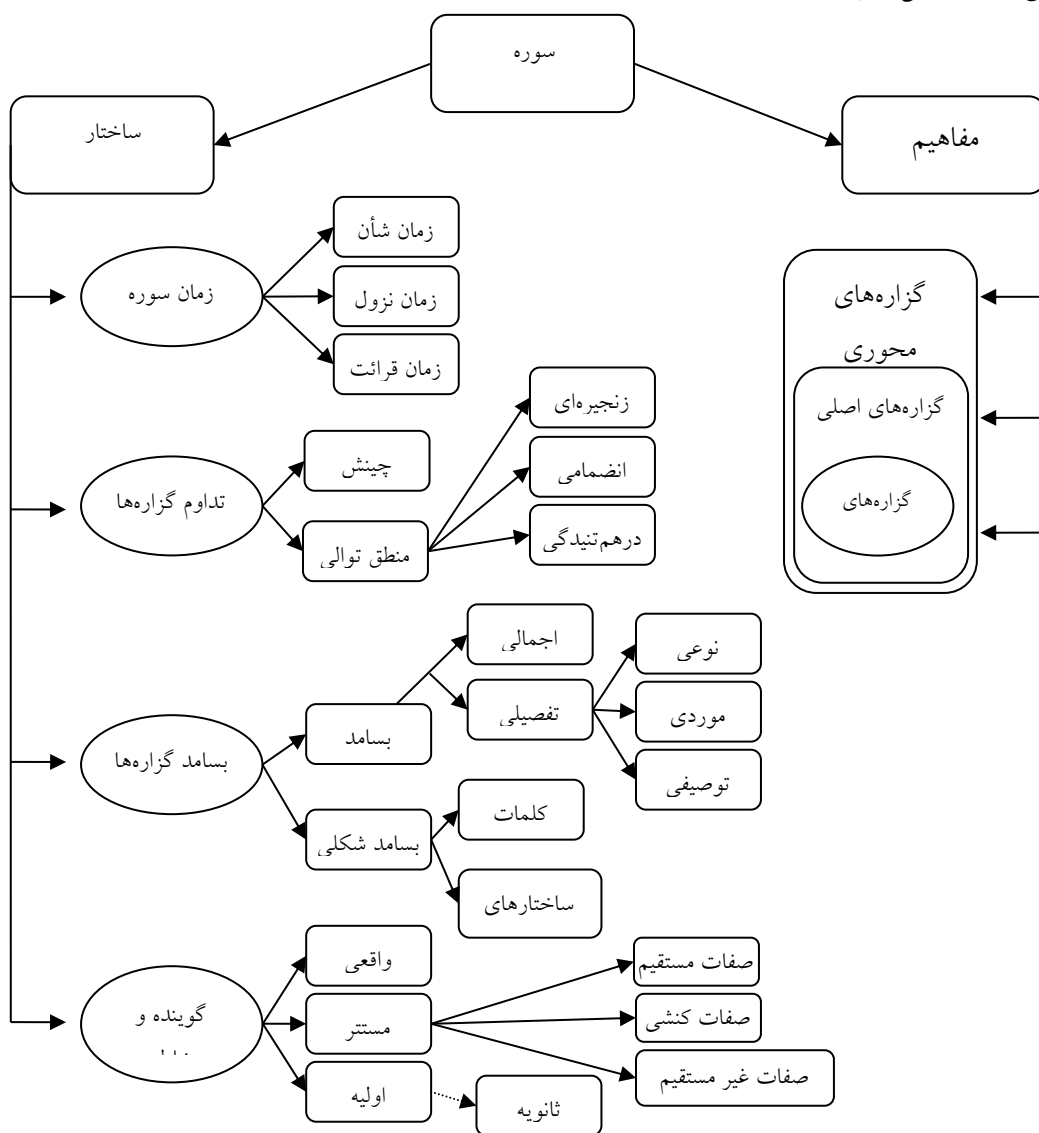 سوره
مفاهیم
ساختار
زمان سوره
زمان شأن
زمان نزول
زمان قرائت
گزاره‌های
محوری
گزاره‌های اصلی
گزاره‌های
تداوم گزاره‌ها
چینش
منطق توالی
زنجیره‌ای
انضمامی
درهم‌تنیدگی
بسامد گزاره‌ها
بسامد
اجمالی
تفصیلی
نوعی
موردی
توصیفی
بسامد شکلی
کلمات
ساختارهای
گوینده و
واقعی
مستتر
صفات مستقیم
صفات کنشی
صفات غیر مستقیم
اولیه
ثانویه